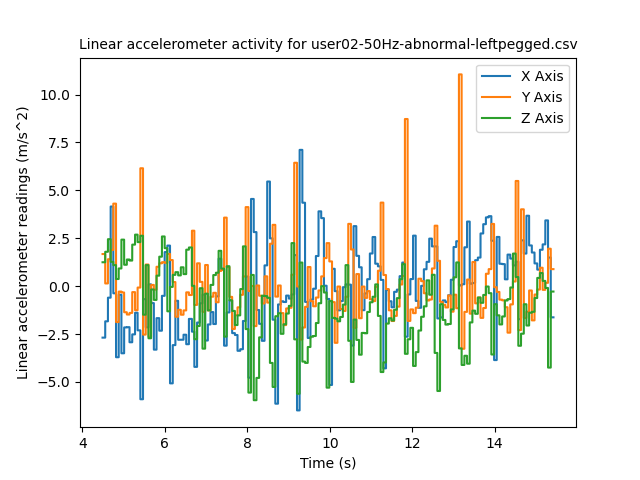 Linear accelerometer activity for user02-50Hz-abnormal-leftpegged.csv
X Axis
Y Axis
Z Axis
Linear accelerometer readings (m/s^2)
10.0
7.5
5.0
2.5
0.0
−2.5
−5.0
4 6 8 10 12 14
Time (s)